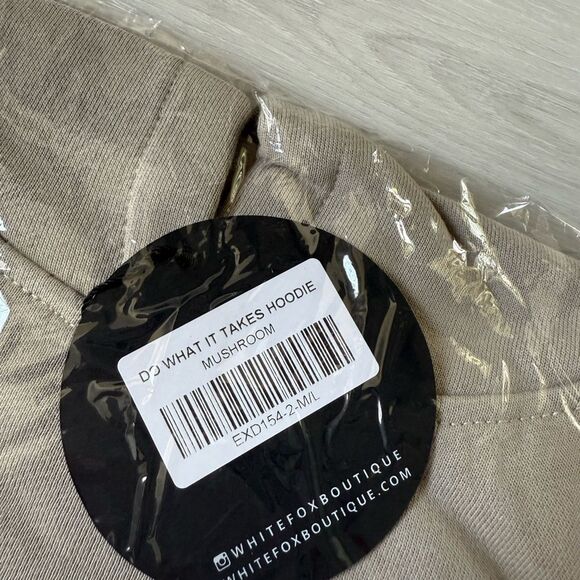 DO WHAT IT TAKES HOODIE
MUSHROOM
EXD154-2-M/L
WHITEFOXBOUTIQUE
WHITEFOXBOUTIQUE.COM